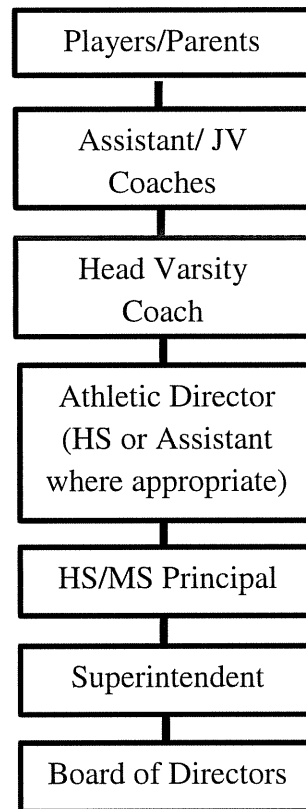 Players/Parents
Assistant/ JV
Coaches
Head Varsity
Coach
Athletic Director
(HS or Assistant
where appropriate)
HS/MS Principal
Superintendent
Board of Directors